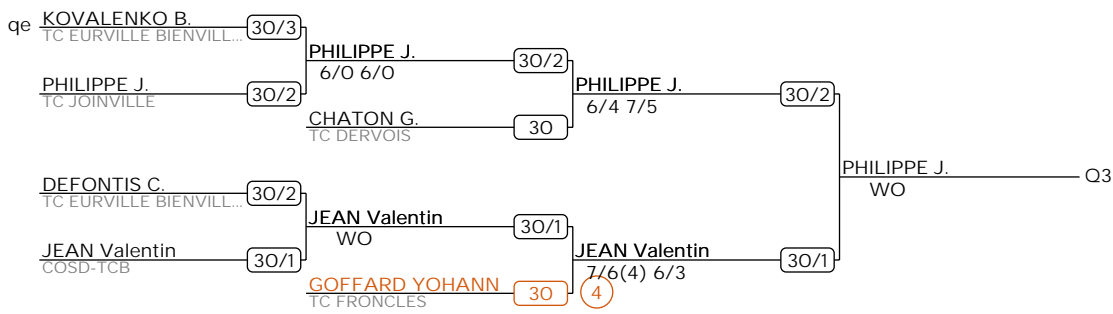 qe KOVALENKO B. 30/3
TC EURVILLE BIENVILL...
PHILIPPE J. 30/2
6/0 6/0
PHILIPPE J. 30/2
TC JOINVILLE
PHILIPPE J. 30/2
6/4 7/5
CHATON G. 30
TC DERVOIS
PHILIPPE J. Q3
WO
DEFONTIS C. 30/2
TC EURVILLE BIENVILL...
JEAN Valentin 30/1
WO
JEAN Valentin 30/1
COSD-TCB
JEAN Valentin 30/1
7/6(4) 6/3
GOFFARD YOHANN 30 4
TC FRONCLES